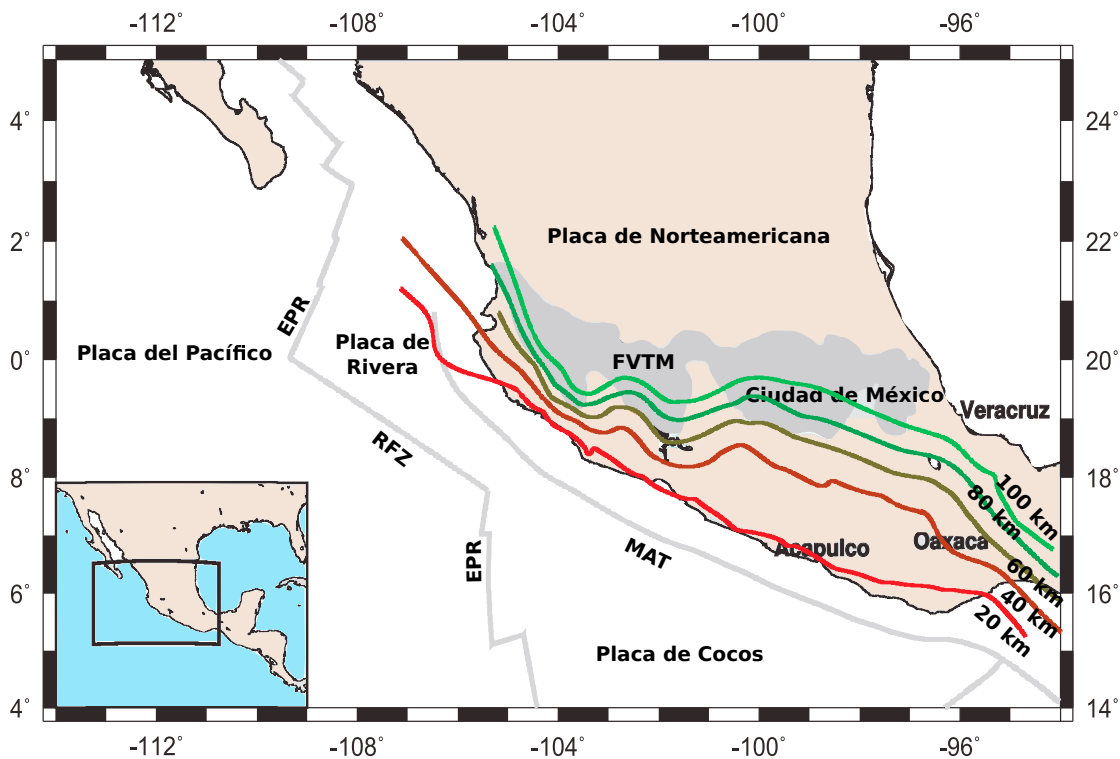 -112° -108° -104° -100° -96°
4° 24°
2° 22°
Placa de Norteamericana
EPR
Placa de
Rivera
Placa del Pacífico
FVTM
0° 20°
Ciudad de México
Veracruz
RFZ
8° 18°
100 km
80 km
60 km
40 km
20 km
Oaxaca
Acapulco
MAT
EPR
6° 16°
Placa de Cocos
4° 14°
-112° -108° -104° -100° -96°